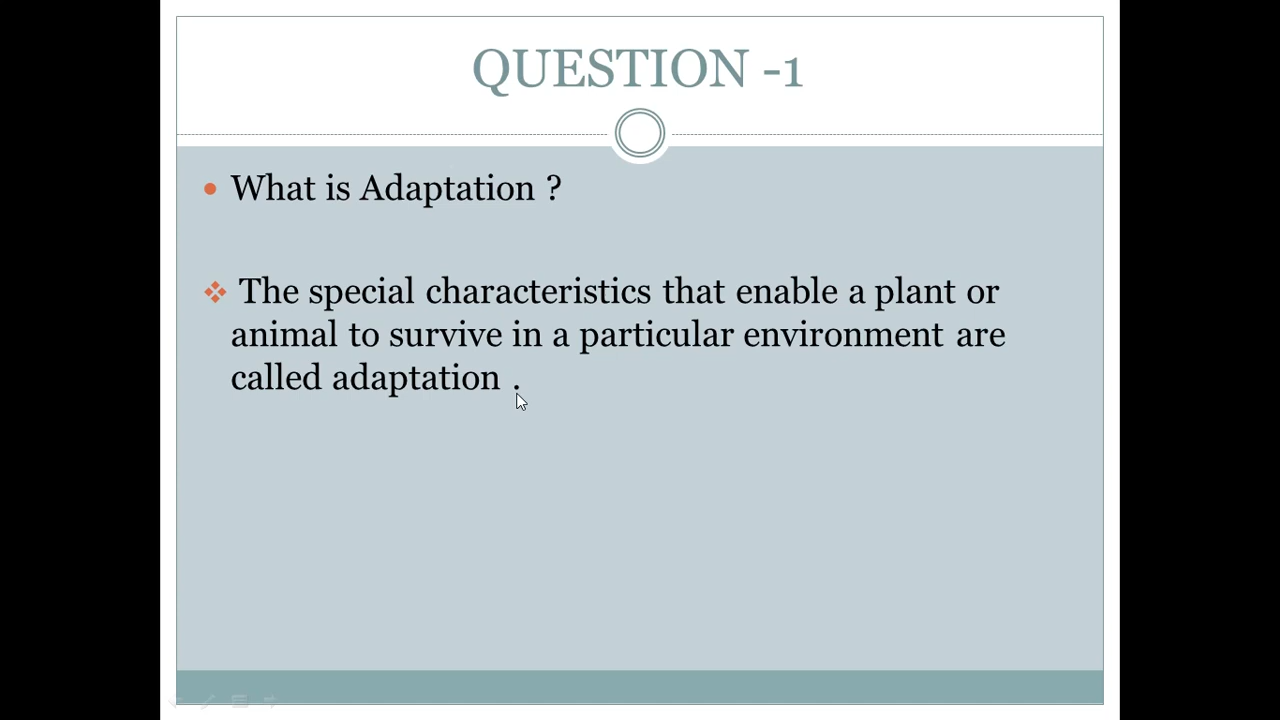 QUESTION -1
What is Adaptation ?
The special characteristics that enable a plant or
animal to survive in a particular environment are
called adaptation .